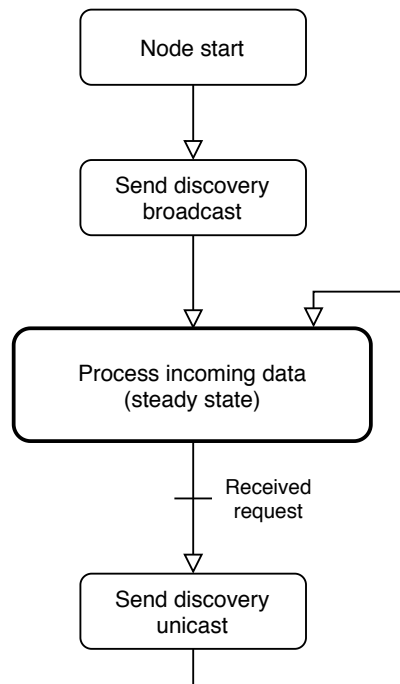 Node start
Send discovery
broadcast
Process incoming data
(steady state)
Received
request
Send discovery
unicast